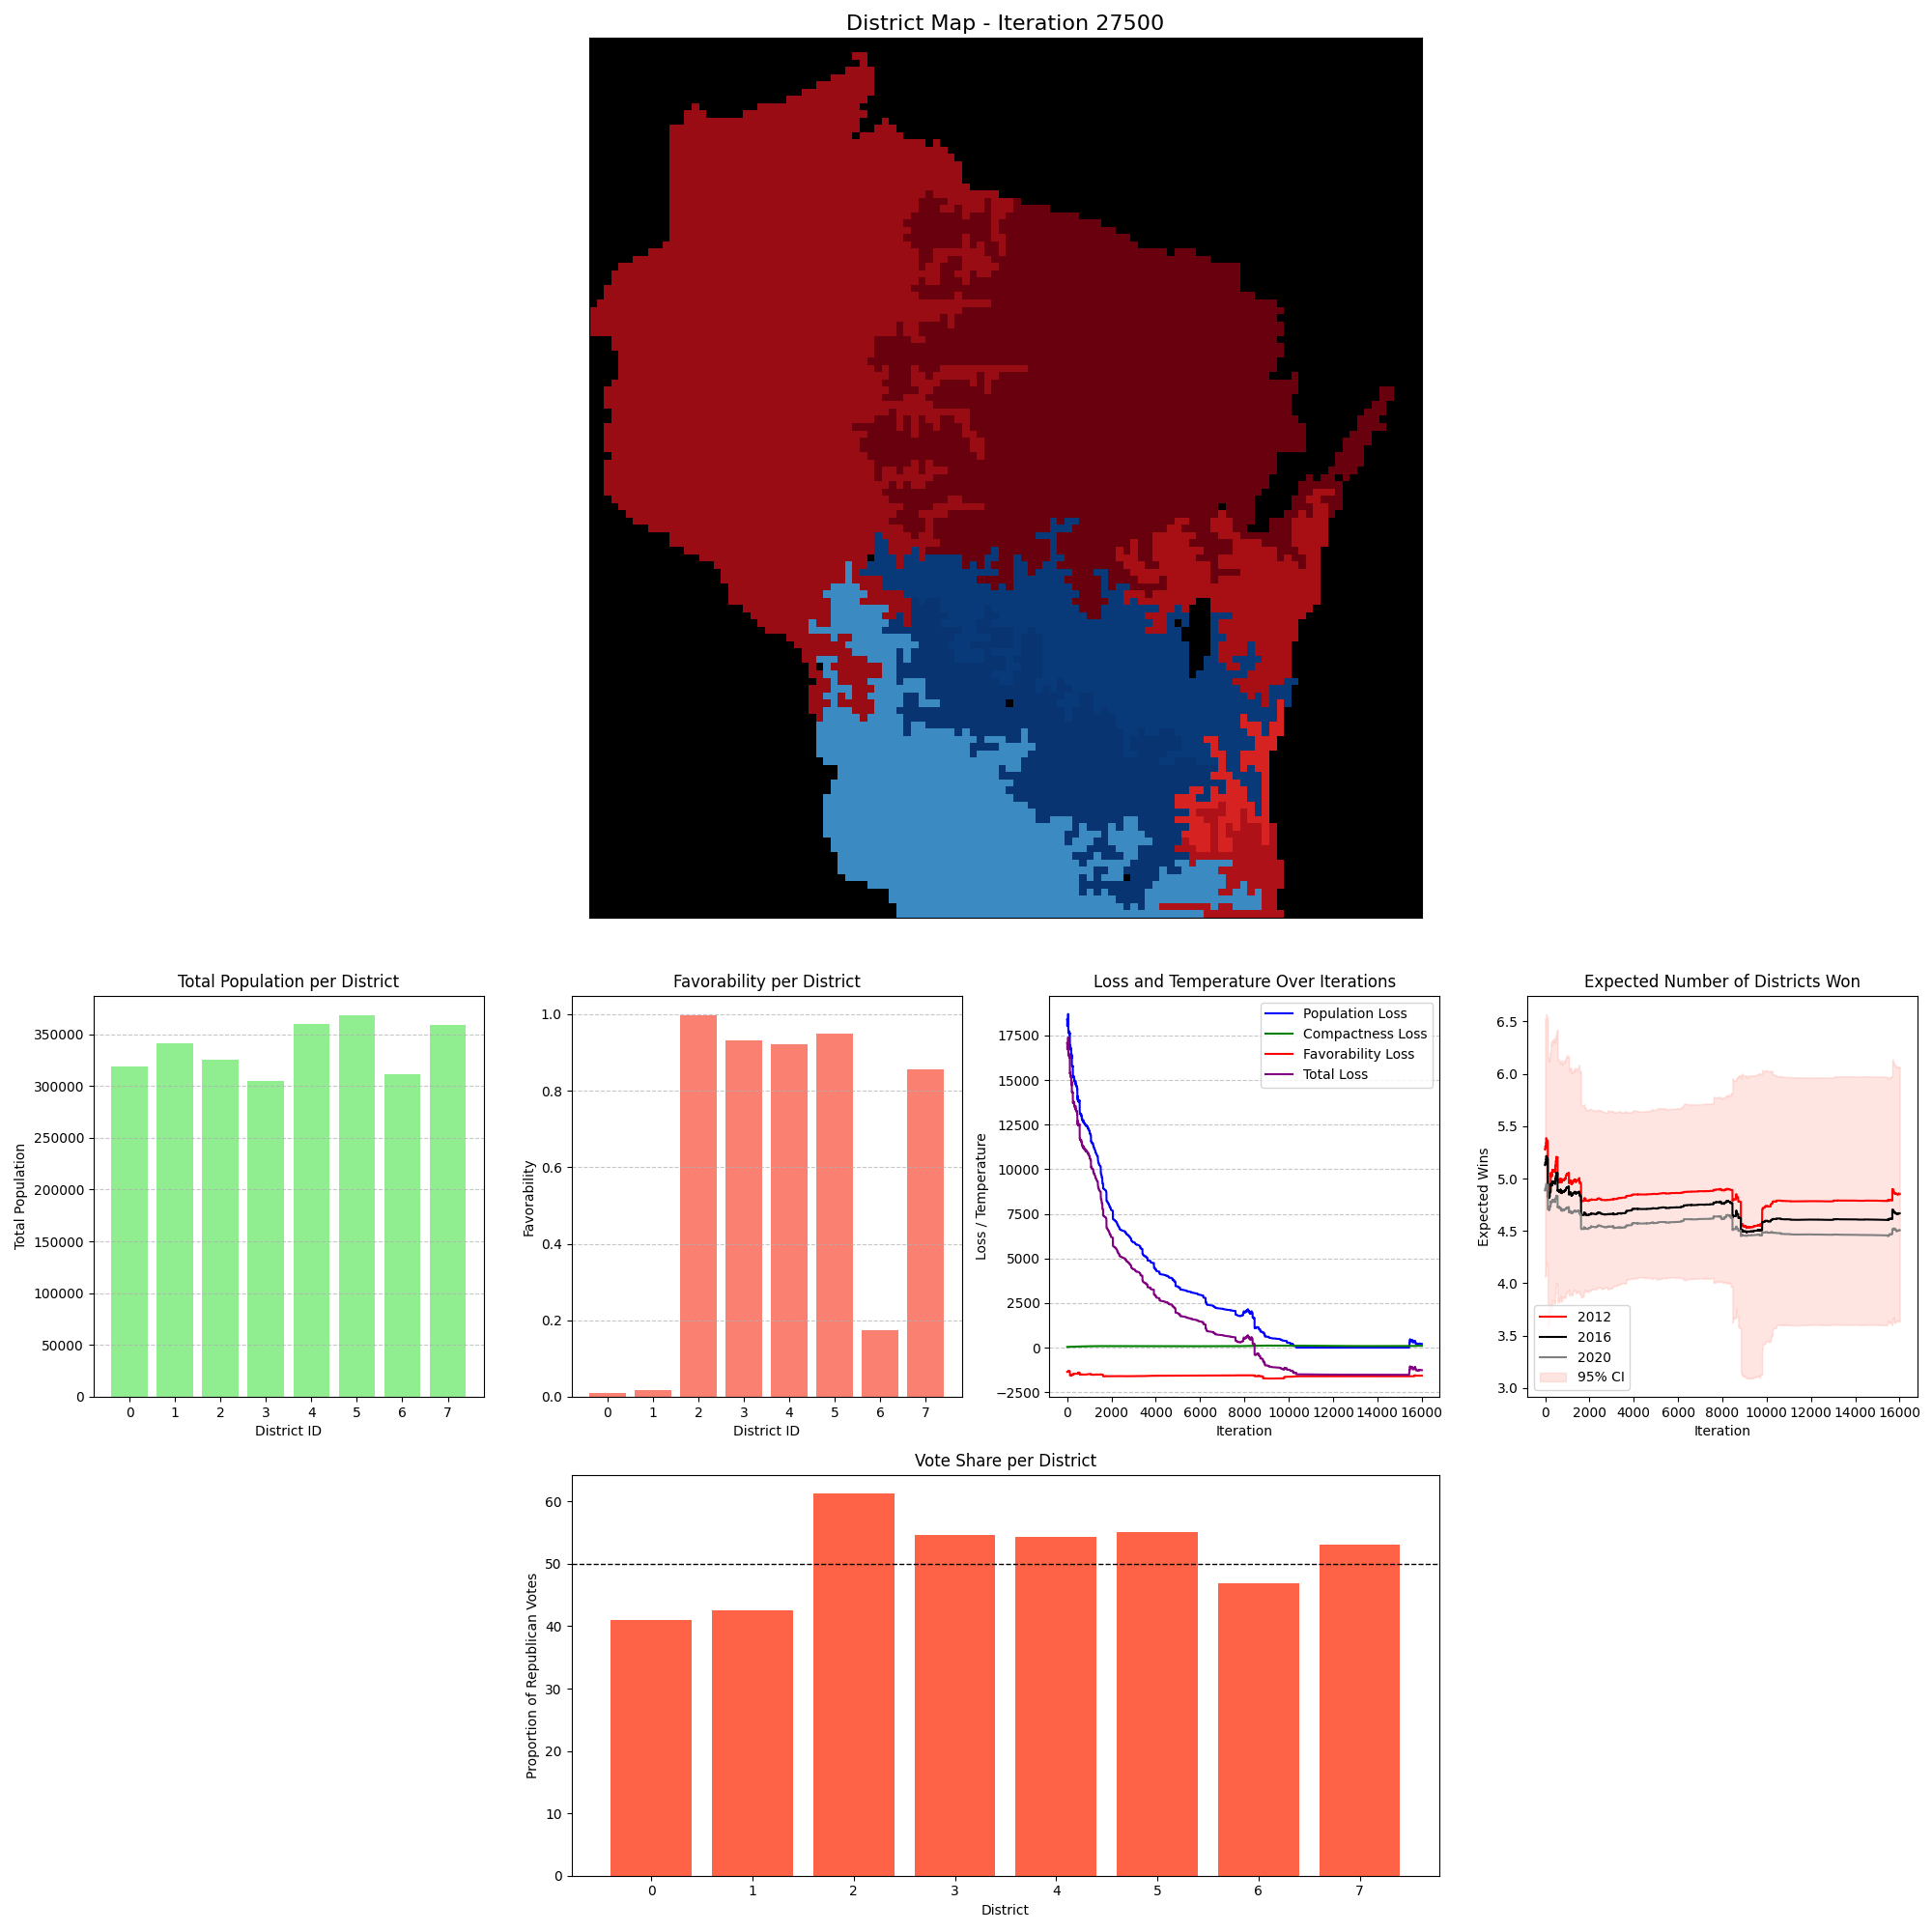 District Map - Iteration 27500
Total Population per District
350000
300000
250000
200000
150000
100000
50000
0
Total Population
0 1 2 3 4 5 6 7
District ID
Favorability per District
1.0
0.8
0.6
0.4
0.2
0.0
Favorability
0 1 2 3 4 5 6 7
District ID
Loss and Temperature Over Iterations
17500
15000
12500
10000
7500
5000
2500
0
−2500
Loss / Temperature
Population Loss
Compactness Loss
Favorability Loss
Total Loss
0 2000 4000 6000 8000 10000 12000 14000 16000
Iteration
Expected Number of Districts Won
6.5
6.0
5.5
5.0
4.5
4.0
3.5
3.0
Expected Wins
2012
2016
2020
95% CI
0 2000 4000 6000 8000 10000 12000 14000 16000
Iteration
Vote Share per District
60
50
40
30
20
10
0
Proportion of Republican Votes
0 1 2 3 4 5 6 7
District